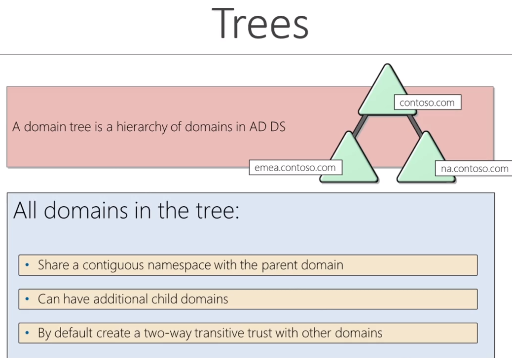 Trees
contoso.com
A domain tree is a hierarchy of domains in AD DS
emea.contoso.com
na.contoso.com
All domains in the tree:
• Share a contiguous namespace with the parent domain
• Can have additional child domains
• By default create a two-way transitive trust with other domains